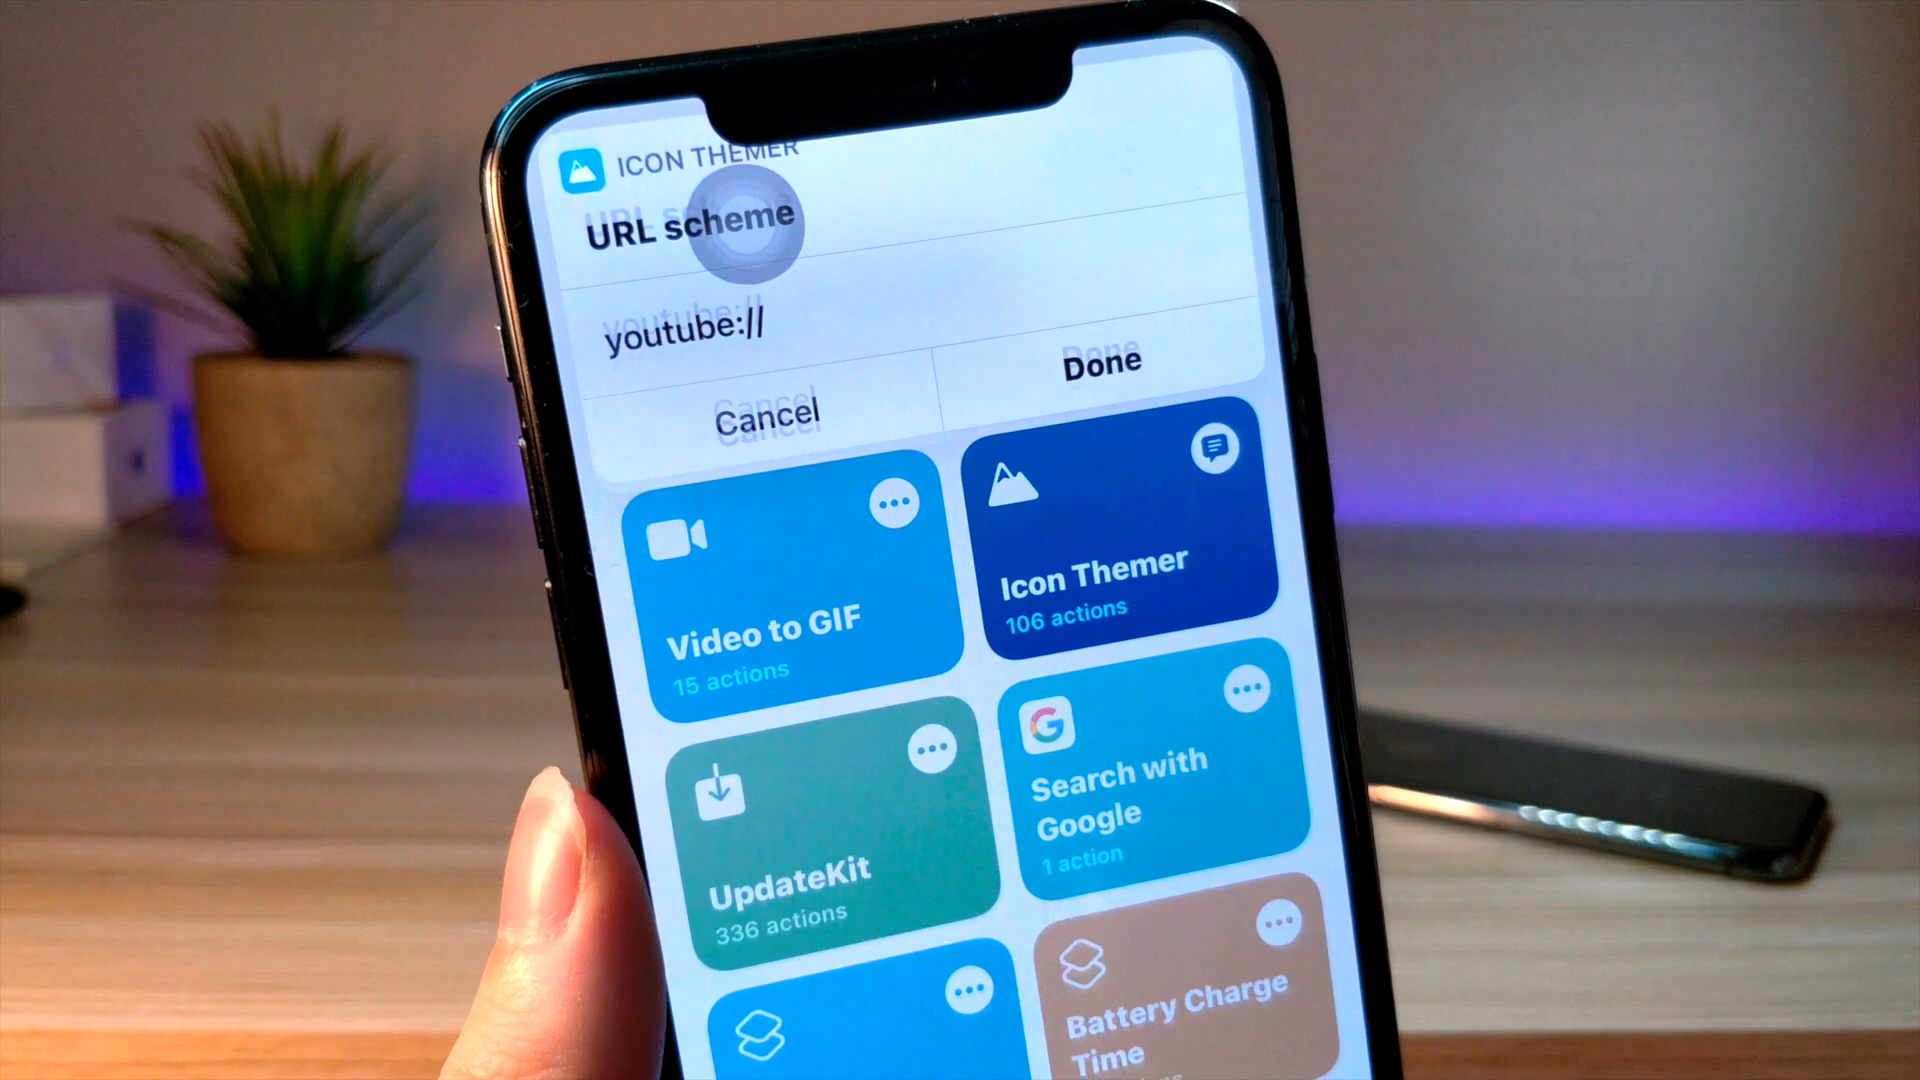 ICON THEMER
URL scheme
youtube://
Cancel
Done
Video to GIF
15 actions
Icon Themer
106 actions
UpdateKit
336 actions
Search with
Google
1 action
Battery Charge
Time